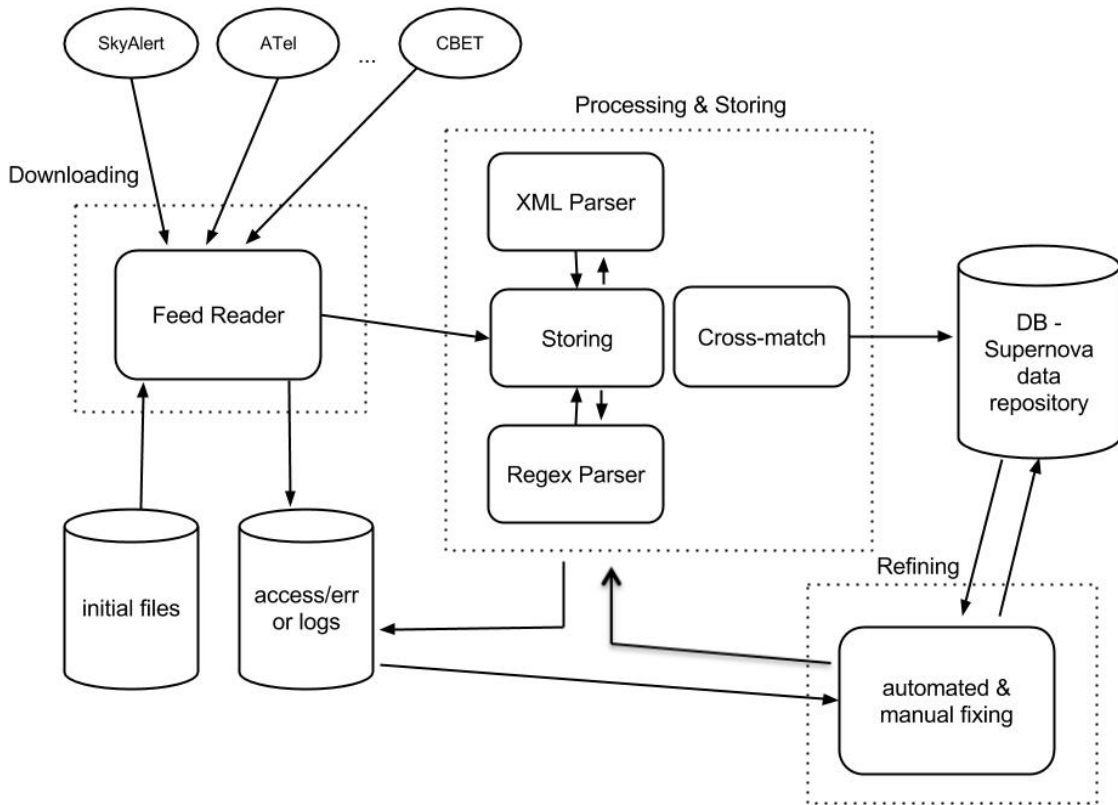 SkyAlert
ATel
...
CBET
Processing & Storing
Downloading
XML Parser
Feed Reader
Storing
Cross-match
DB -
Supernova
data
repository
Regex Parser
Refining
initial files
access/err
or logs
automated &
manual fixing